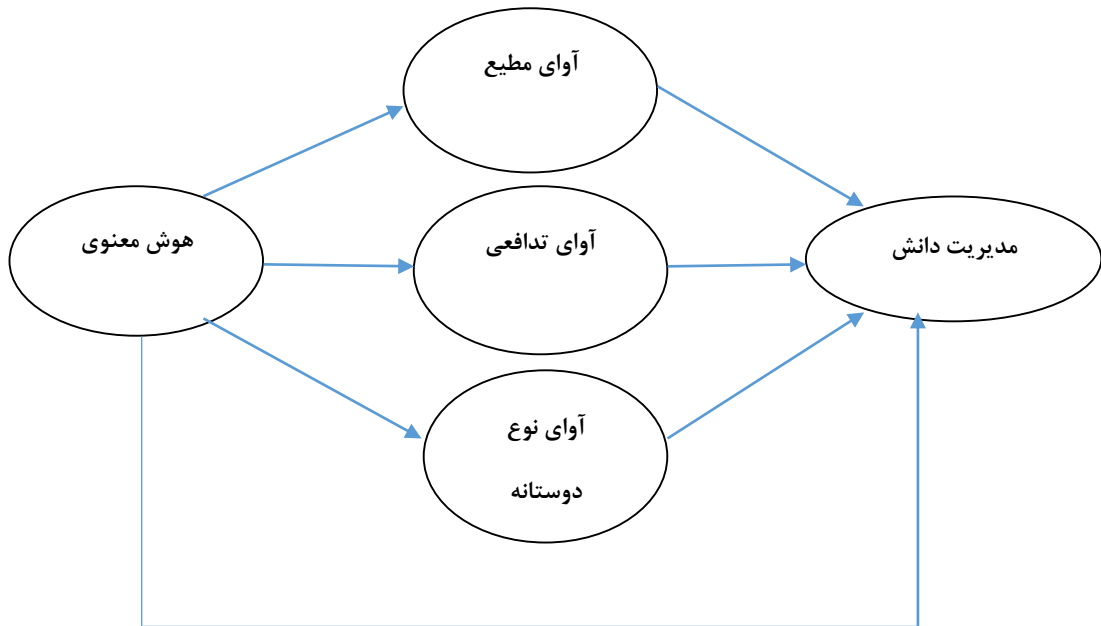 آوای مطیع
هوش معنوی
آوای تدافعی
مدیریت دانش
آوای نوع
دوستانه